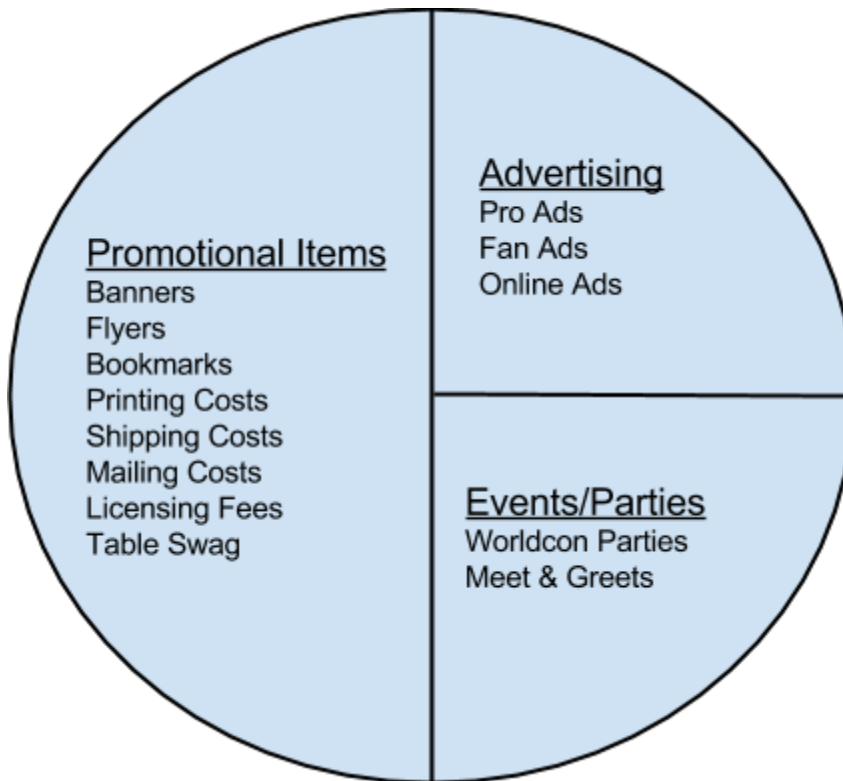 Promotional Items
Banners
Flyers
Bookmarks
Printing Costs
Shipping Costs
Mailing Costs
Licensing Fees
Table Swag
Advertising
Pro Ads
Fan Ads
Online Ads
Events/Parties
Worldcon Parties
Meet & Greets